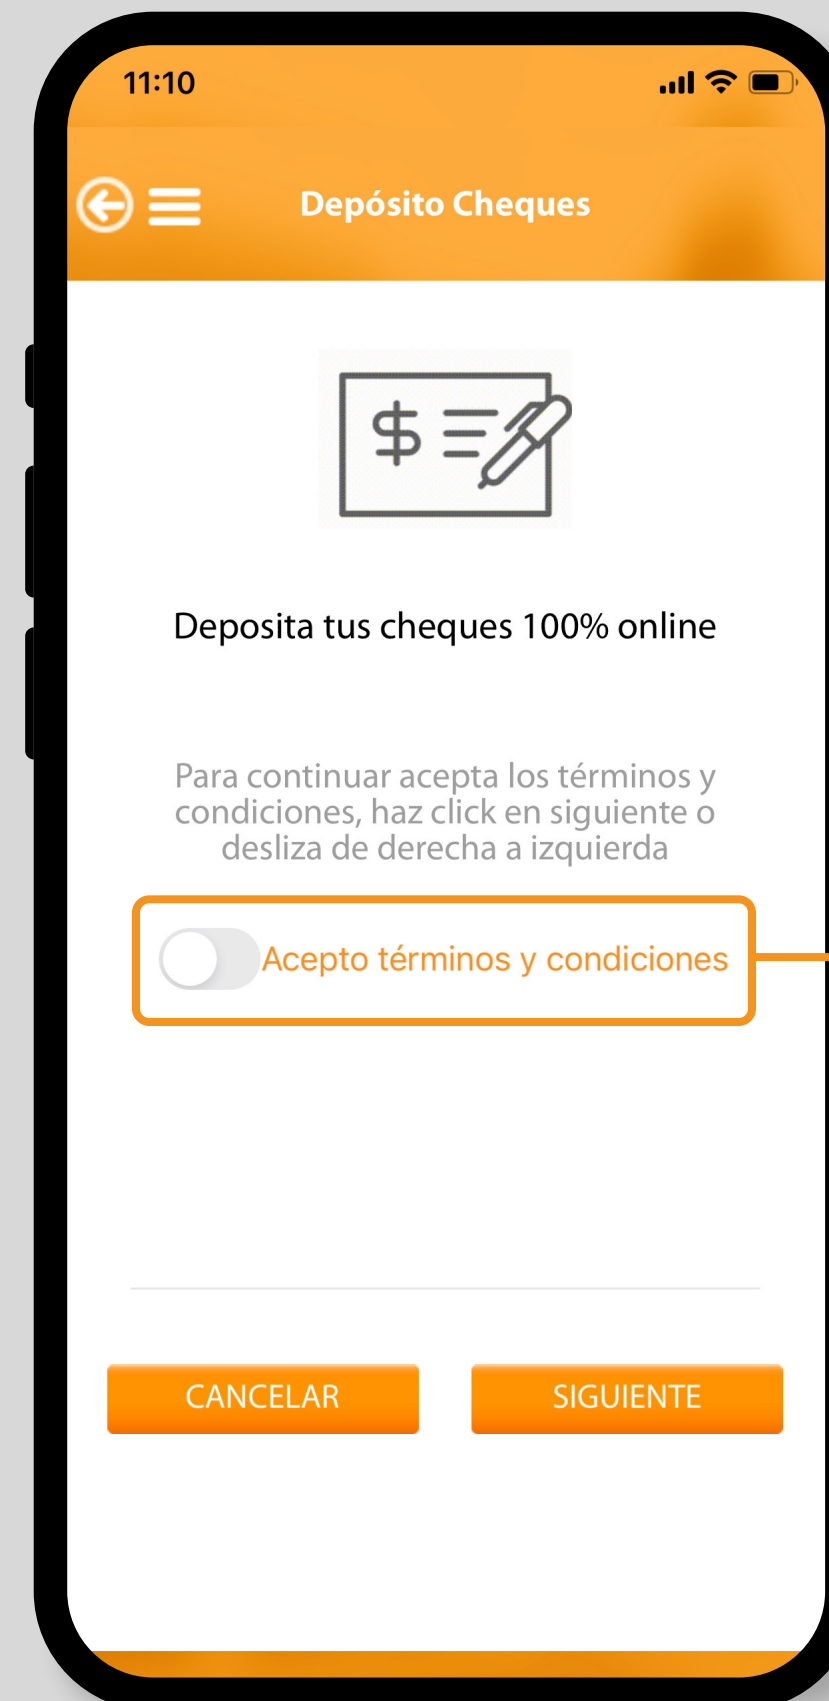 11:10
Depósito Cheques
$
Deposita tus cheques 100% online
Para continuar acepta los términos y
condiciones, haz click en siguiente o
desliza de derecha a izquierda
Acepto términos y condiciones
CANCELAR
SIGUIENTE